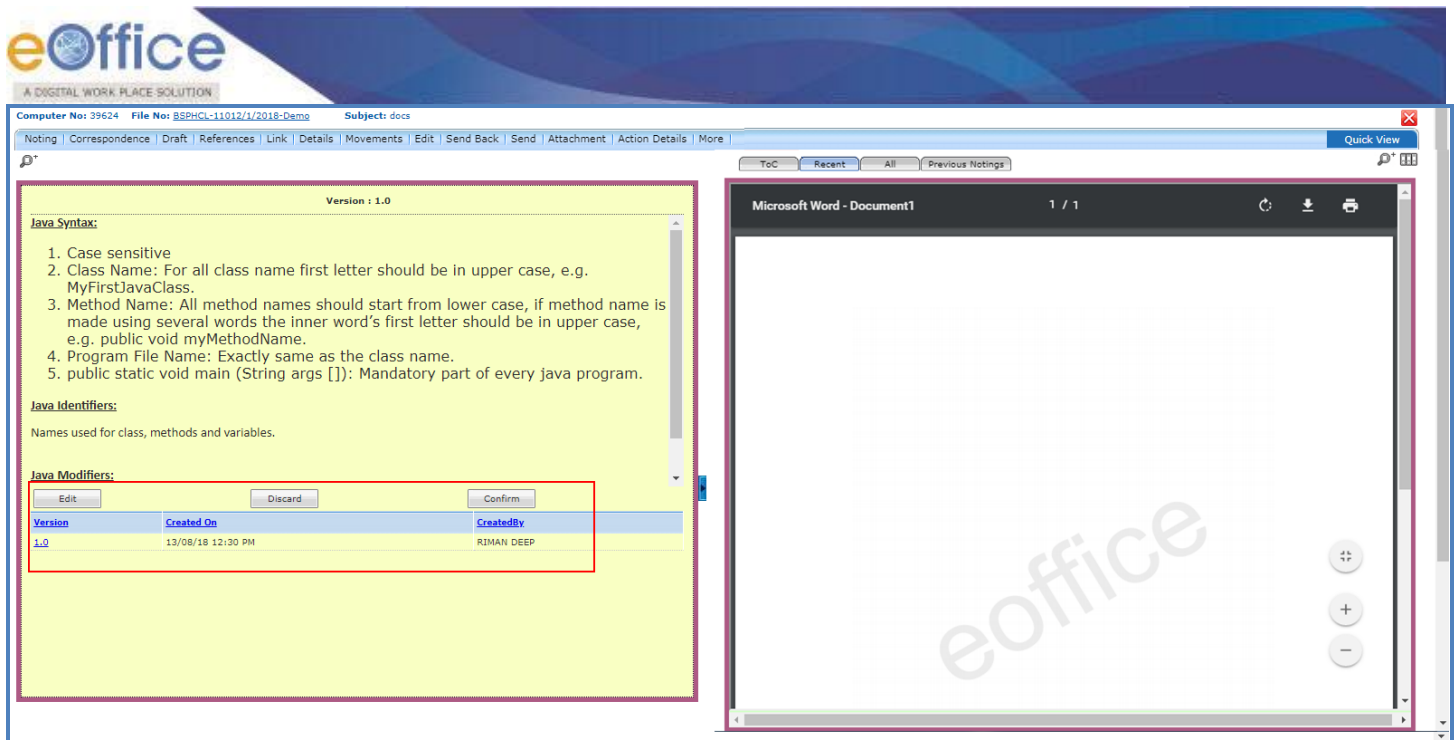 eOffice
A DIGITAL WORK PLACE SOLUTION
Computer No: 39624 File No: BSPHCL-11012/1/2018-Demo Subject: docs
Noting | Correspondence | Draft | References | Link | Details | Movements | Edit | Send Back | Send | Attachment | Action Details | More |
Quick View
ToC Recent All Previous Notings
Version : 1.0
Java Syntax:
1. Case sensitive
2. Class Name: For all class name first letter should be in upper case, e.g.
MyFirstJavaClass.
3. Method Name: All method names should start from lower case, if method name is
made using several words the inner word’s first letter should be in upper case,
e.g. public void myMethodName.
4. Program File Name: Exactly same as the class name.
5. public static void main (String args []): Mandatory part of every java program.
Java Identifiers:
Names used for class, methods and variables.
Java Modifiers:
Edit Discard Confirm
Version Created On CreatedBy
1.0 13/08/18 12:30 PM RIMAN DEEP
Microsoft Word - Document1 1 / 1
eoffice